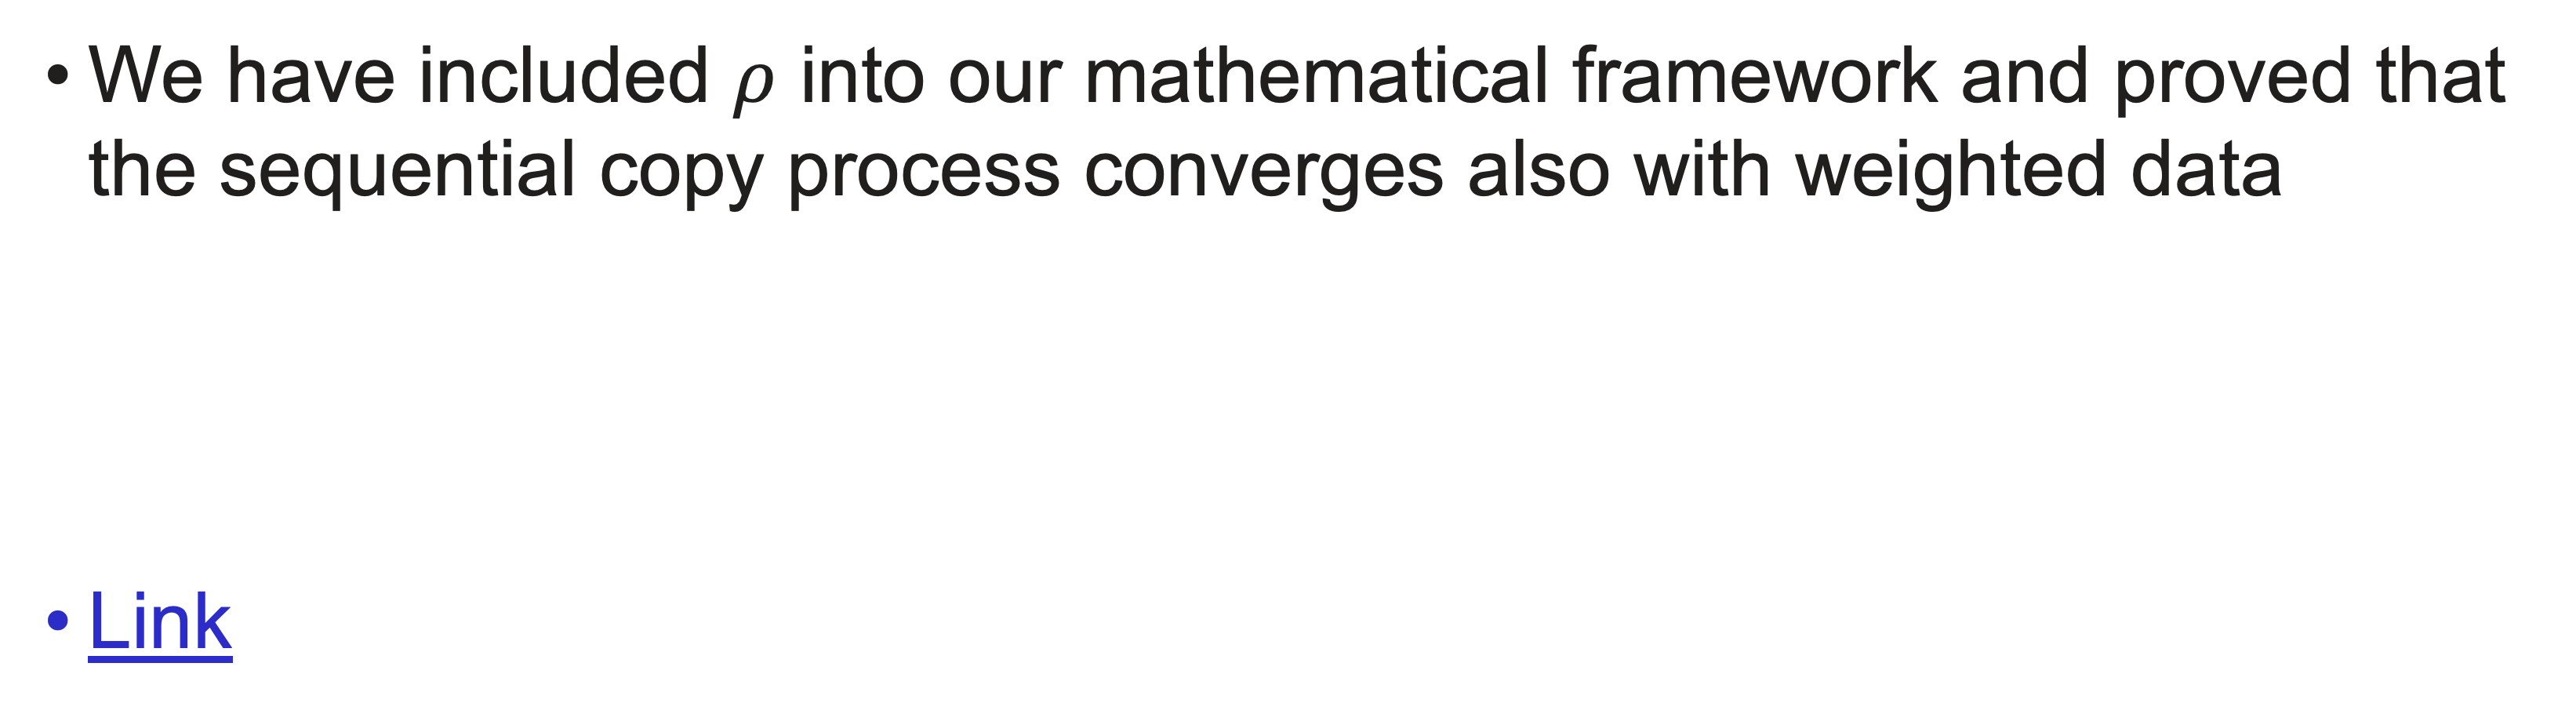 • We have included ρ into our mathematical framework and proved that
the sequential copy process converges also with weighted data
• Link